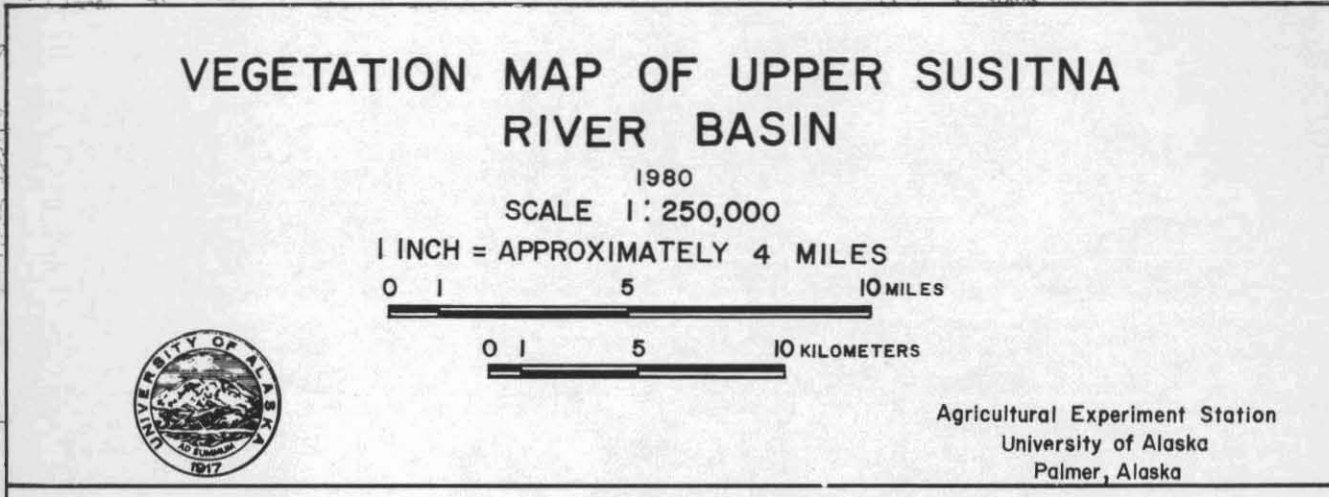 VEGETATION MAP OF UPPER SUSITNA
RIVER BASIN
1980
SCALE 1:250,000
1 INCH = APPROXIMATELY 4 MILES
0 1 5 10 MILES
0 1 5 10 KILOMETERS
UNIVERSITY OF ALASKA
AD SUMMUM
1917
Agricultural Experiment Station
University of Alaska
Palmer, Alaska